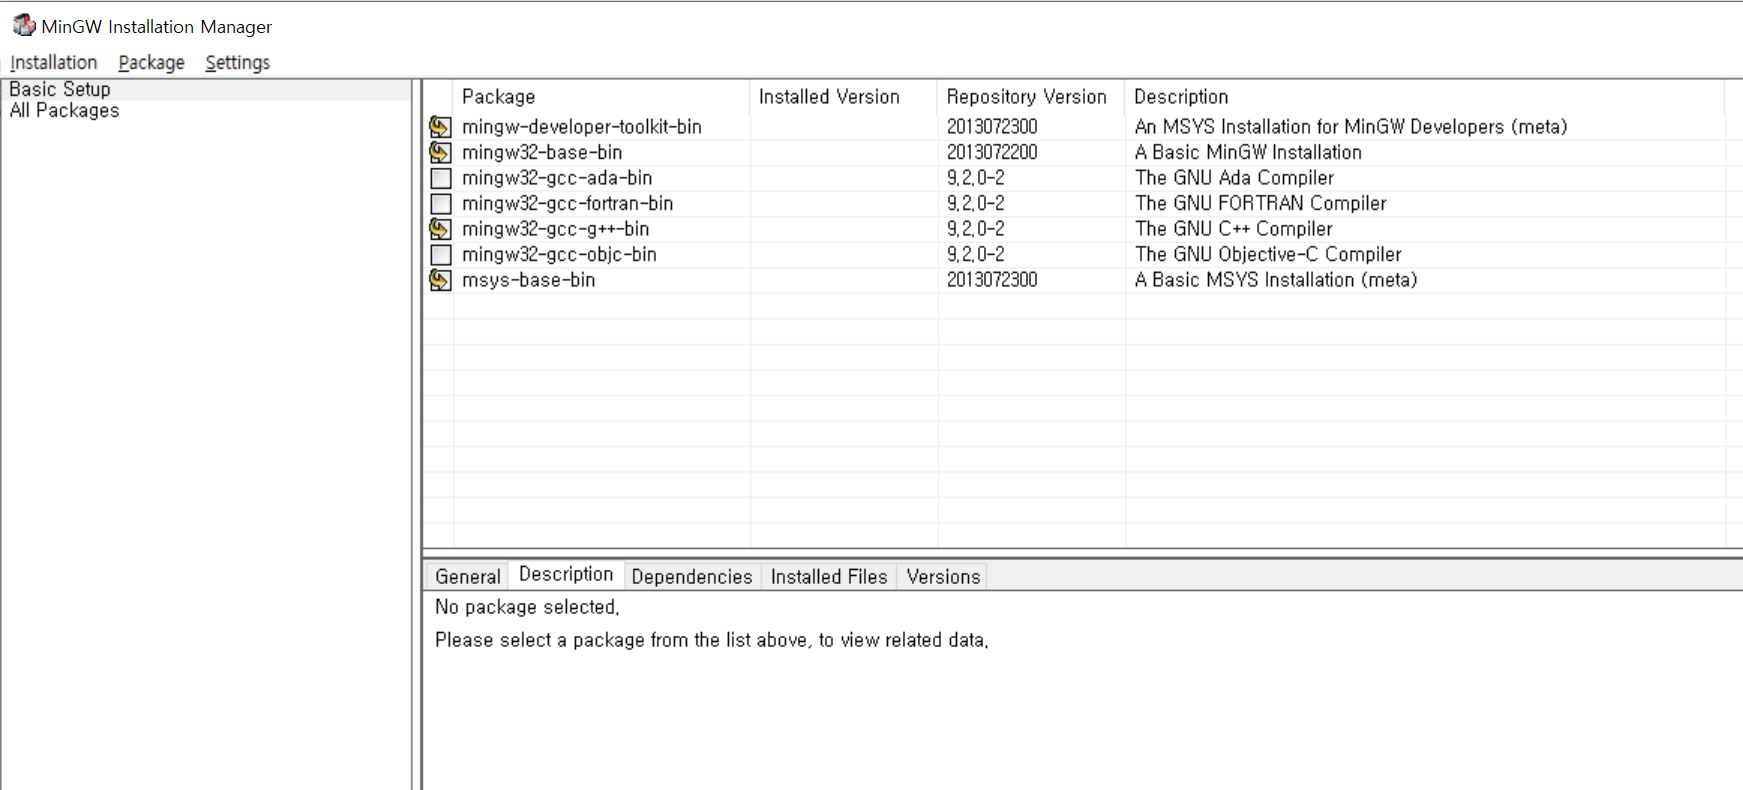 MinGW Installation Manager
Installation Package Settings
Basic Setup
All Packages
Package Installed Version Repository Version Description
mingw-developer-toolkit-bin 2013072300 An MSYS Installation for MinGW Developers (meta)
mingw32-base-bin 2013072200 A Basic MinGW Installation
mingw32-gcc-ada-bin 9.2.0-2 The GNU Ada Compiler
mingw32-gcc-fortran-bin 9.2.0-2 The GNU FORTRAN Compiler
mingw32-gcc-g++-bin 9.2.0-2 The GNU C++ Compiler
mingw32-gcc-objc-bin 9.2.0-2 The GNU Objective-C Compiler
msys-base-bin 2013072300 A Basic MSYS Installation (meta)
General Description Dependencies Installed Files Versions
No package selected.
Please select a package from the list above, to view related data.